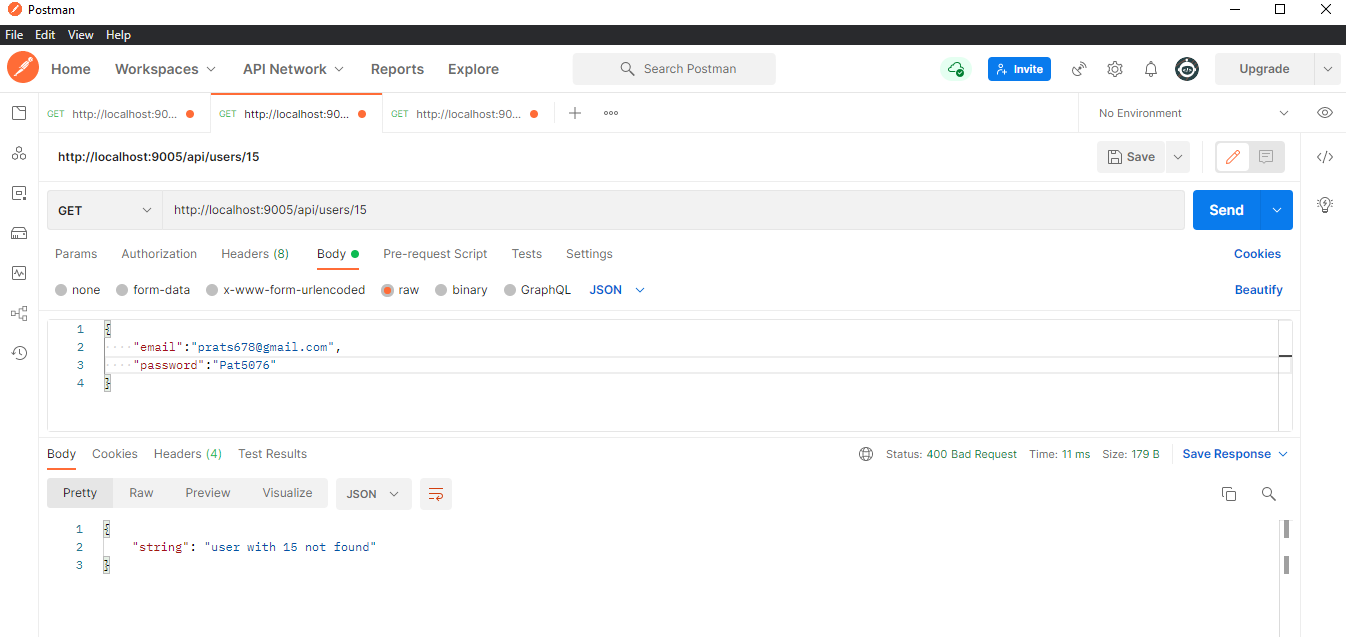 Postman
File Edit View Help
Home Workspaces API Network Reports Explore Search Postman Invite Upgrade
GET http://localhost:90... GET http://localhost:90... GET http://localhost:90... No Environment
http://localhost:9005/api/users/15 Save
GET http://localhost:9005/api/users/15 Send
Params Authorization Headers (8) Body Pre-request Script Tests Settings Cookies
none form-data x-www-form-urlencoded raw binary GraphQL JSON Beautify
1 {
2 "email":"prats678@gmail.com",
3 "password":"Pat5076"
4 }
Body Cookies Headers (4) Test Results Status: 400 Bad Request Time: 11 ms Size: 179 B Save Response
Pretty Raw Preview Visualize JSON
1 {
2 "string": "user with 15 not found"
3 }